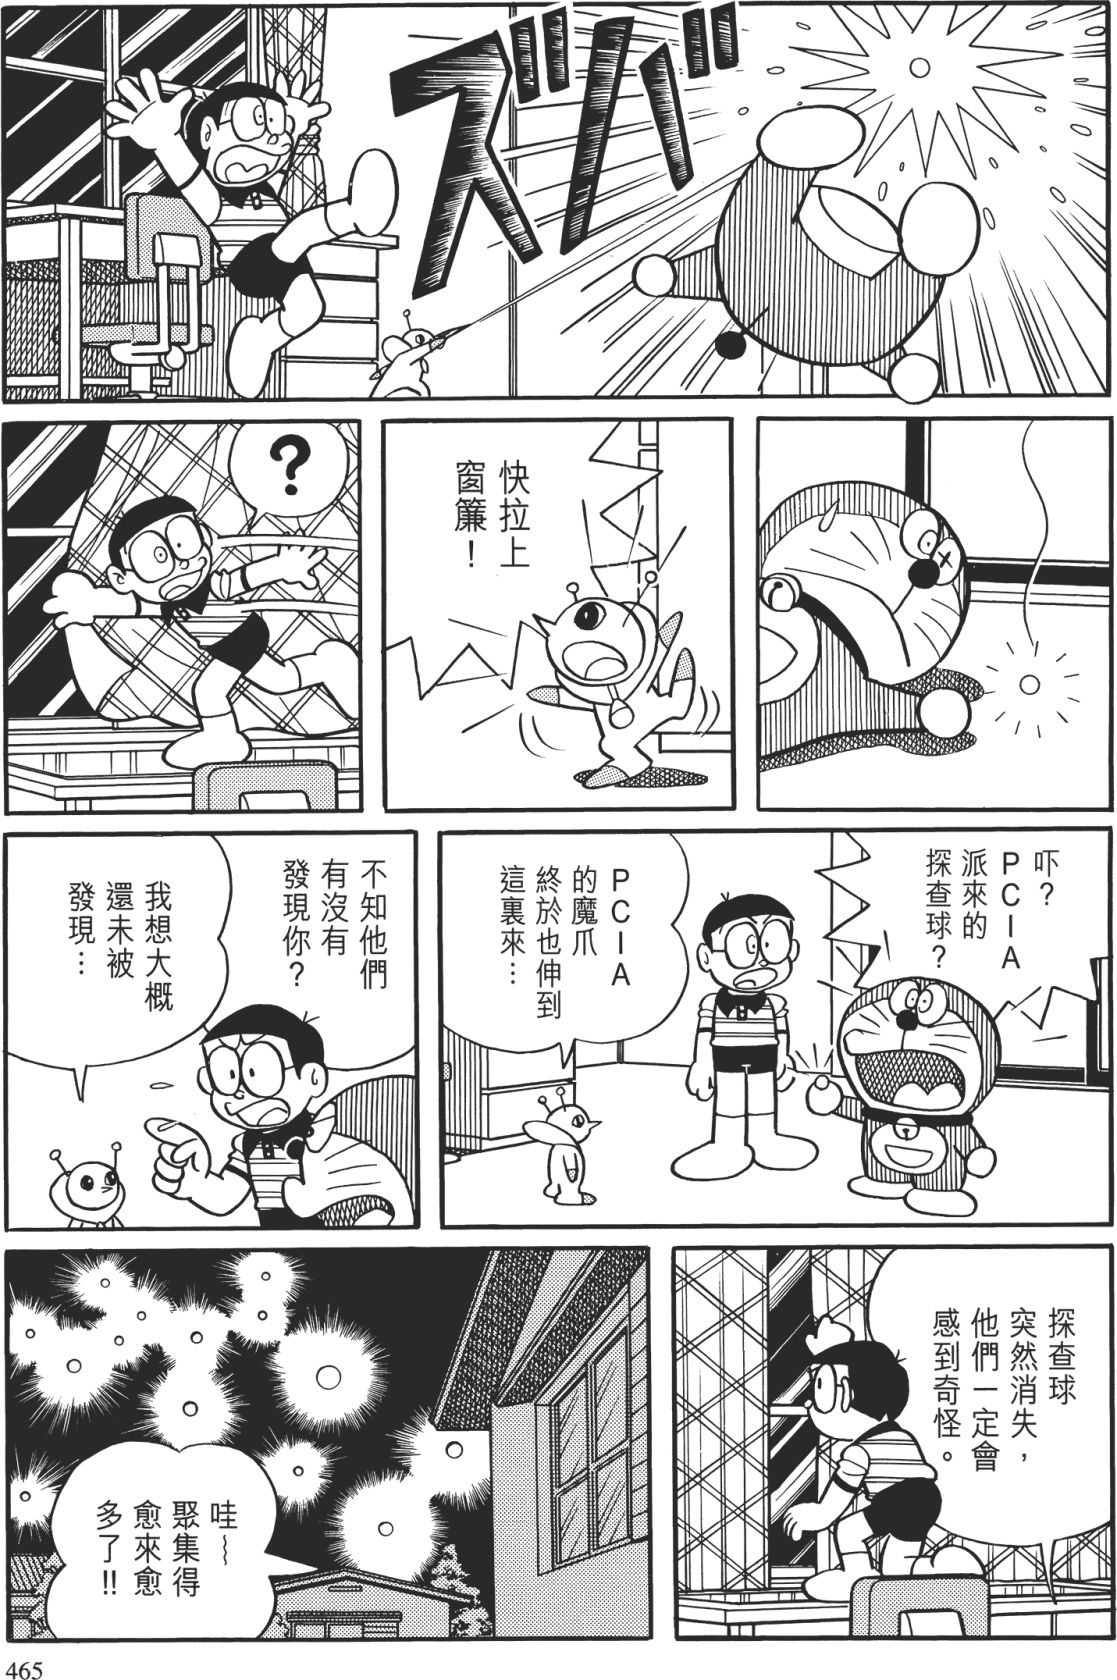 ズバババ
快拉上
窗簾！
？
吓？
PCIA
派來的
探查球？
PCIA
的魔爪
終於也伸到
這裏來…
不知他們
有沒有
發現你？
我想大概
還未被
發現…
探查球
突然消失，
他們一定會
感到奇怪。
哇～
聚集得
愈來愈
多了!!
465